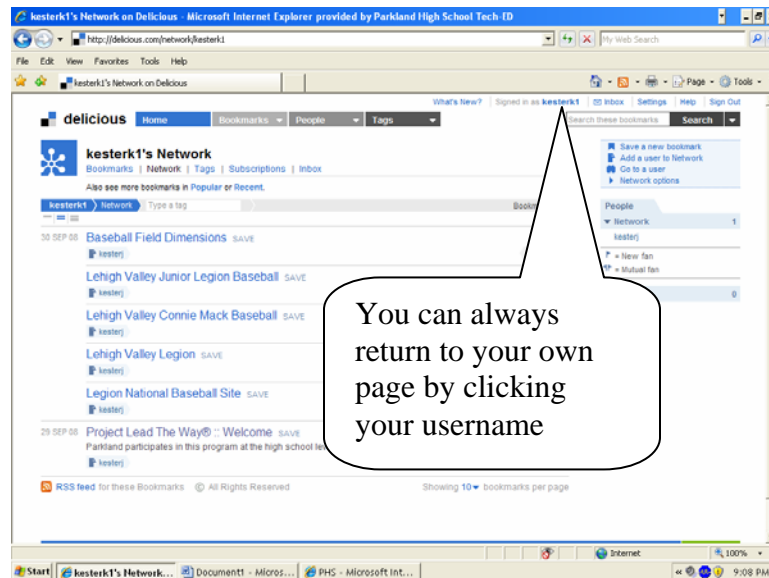 kesterk1's Network on Delicious - Microsoft Internet Explorer provided by Parkland High School Tech-ED
http://delicious.com/network/kesterk1
My Web Search
File Edit View Favorites Tools Help
kesterk1's Network on Delicious
Page Tools
What's New? Signed in as kesterk1 Inbox Settings Help Sign Out
delicious Home Bookmarks People Tags
Search these bookmarks Search
kesterk1's Network
Bookmarks | Network | Tags | Subscriptions | Inbox
Also see more bookmarks in Popular or Recent.
kesterk1 Network Type a tag
Save a new bookmark
Add a user to Network
Go to a user
Network options
People
Network 1
kesterj
= New fan
= Mutual fan
0
30 SEP 08 Baseball Field Dimensions SAVE
kesterj
Lehigh Valley Junior Legion Baseball SAVE
kesterj
Lehigh Valley Connie Mack Baseball SAVE
kesterj
Lehigh Valley Legion SAVE
kesterj
Legion National Baseball Site SAVE
kesterj
29 SEP 08 Project Lead The Way® :: Welcome SAVE
Parkland participates in this program at the high school
kesterj
You can always
return to your own
page by clicking
your username
RSS feed for these Bookmarks © All Rights Reserved
Showing 10 bookmarks per page
Internet 100%
Start kesterk1's Network... Document1 - Micros... PHS - Microsoft Int... 9:08 PM